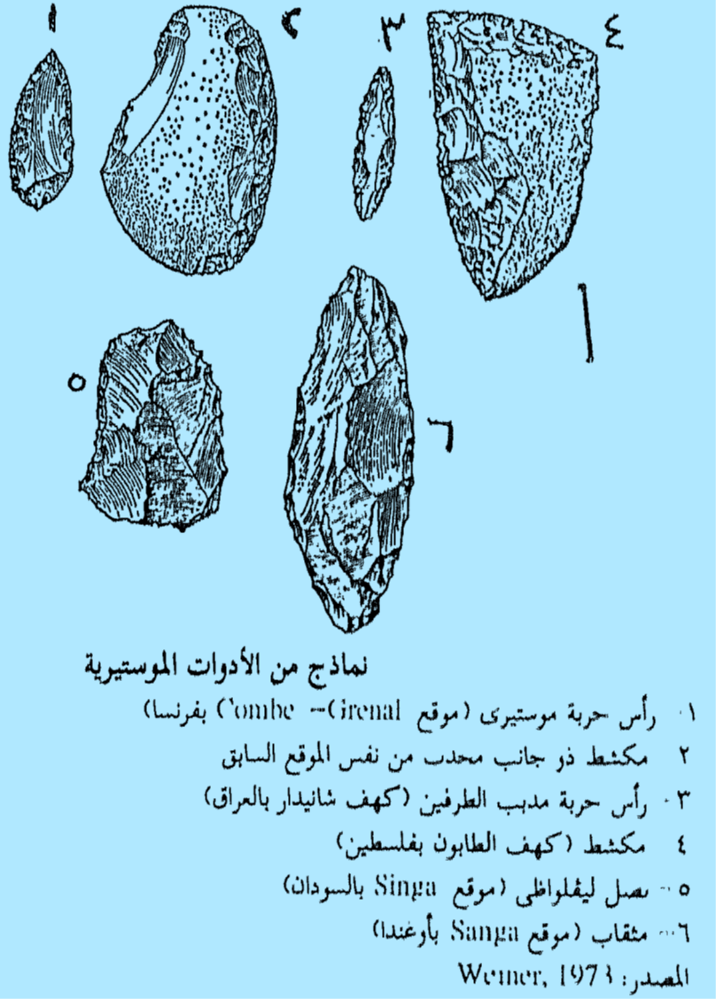 ١ ٢ ٣ ٤
٥ ٦
نماذج من الأدوات الموستيرية
١ رأس حربة موستيرى (موقع Combe - Grenal بفرنسا)
٢ مكشط ذو جانب محدب من نفس الموقع السابق
٣ - رأس حربة مدبب الطرفين (كهف شانيدار بالعراق)
٤ مكشط (كهف الطابون بفلسطين)
٥ - نصل ليڤلواظى (موقع Singa بالسودان)
٦ - مثقاب (موقع Sanga بأوغندا)
المصدر: Weiner, 1973